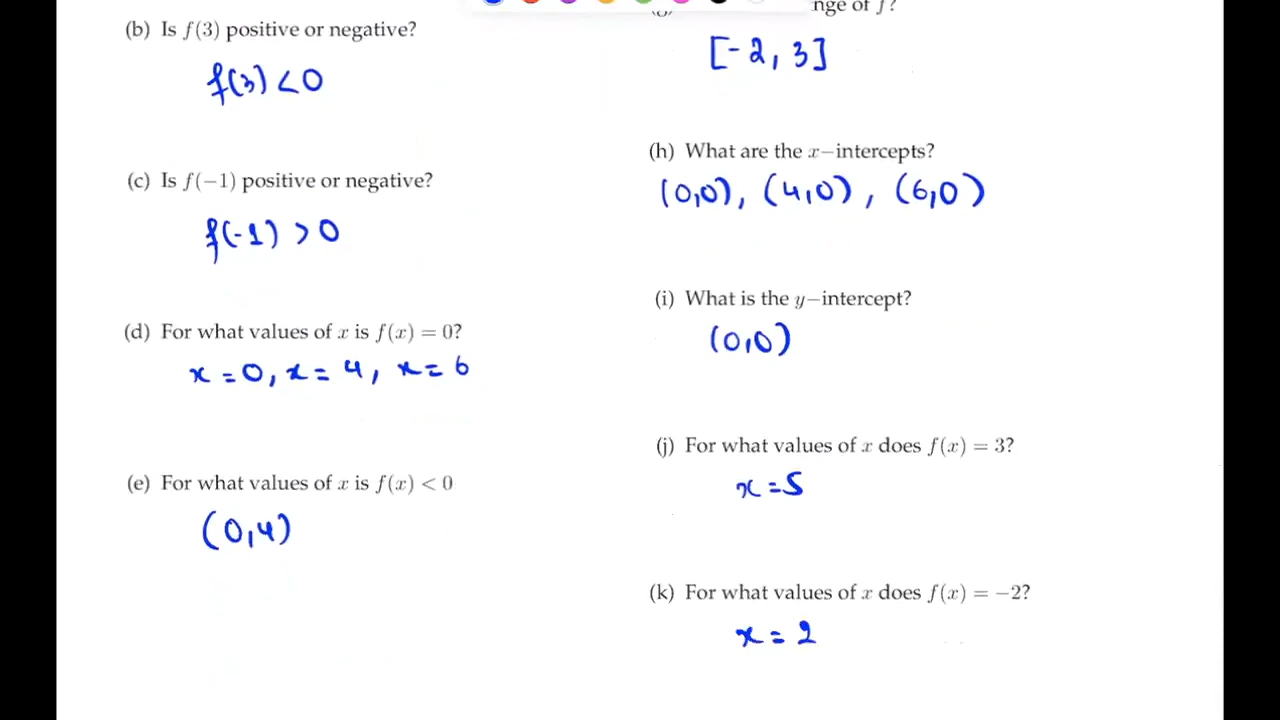 (b) Is f(3) positive or negative?
f(3) < 0
(c) Is f(−1) positive or negative?
f(-1) > 0
(d) For what values of x is f(x) = 0?
x = 0, x = 4, x = 6
(e) For what values of x is f(x) < 0
(0,4)
nge of f?
[-2, 3]
(h) What are the x−intercepts?
(0,0), (4,0), (6,0)
(i) What is the y−intercept?
(0,0)
(j) For what values of x does f(x) = 3?
x = 5
(k) For what values of x does f(x) = −2?
x = 2